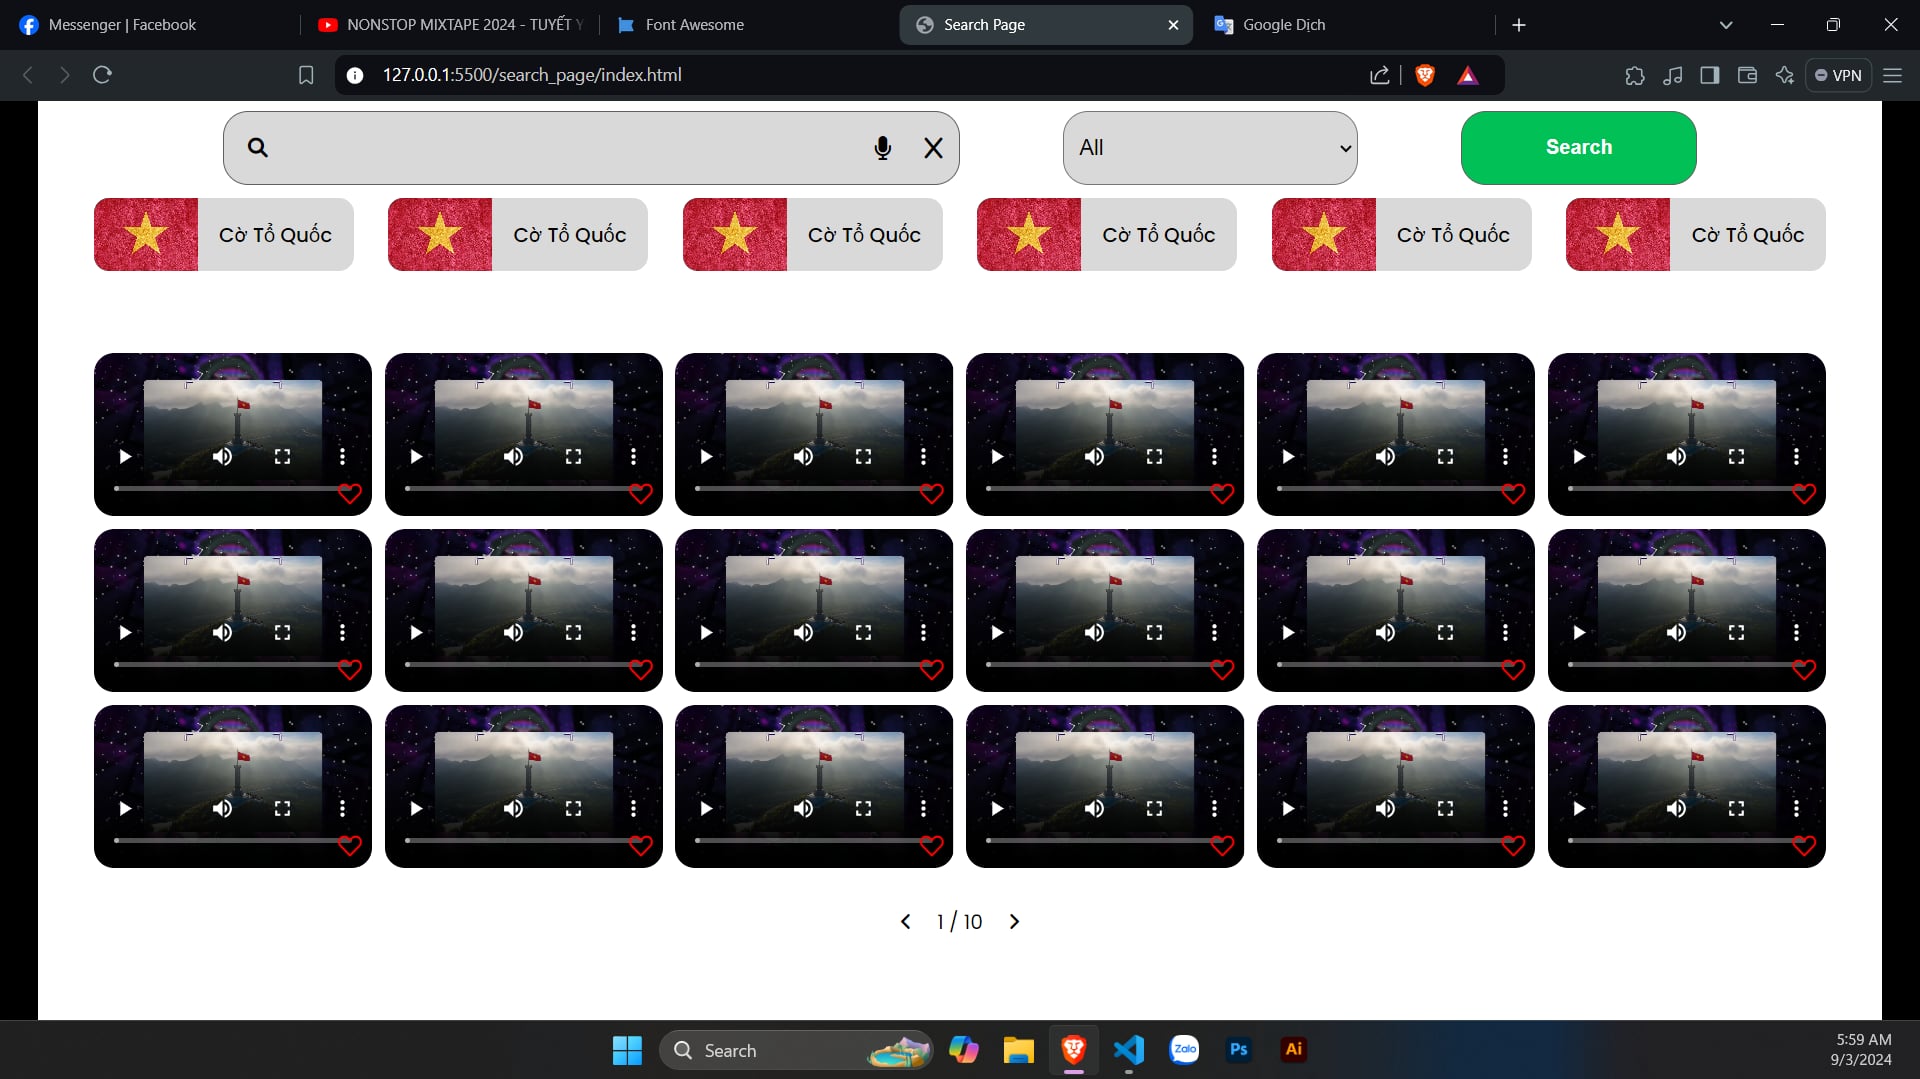 Messenger | Facebook
NONSTOP MIXTAPE 2024 - TUYẾT Y
Font Awesome
Search Page
Google Dịch
127.0.0.1:5500/search_page/index.html
VPN
All
Search
Cờ Tổ Quốc
Cờ Tổ Quốc
Cờ Tổ Quốc
Cờ Tổ Quốc
Cờ Tổ Quốc
Cờ Tổ Quốc
1 / 10
Search
Zalo
Ps
Ai
5:59 AM
9/3/2024